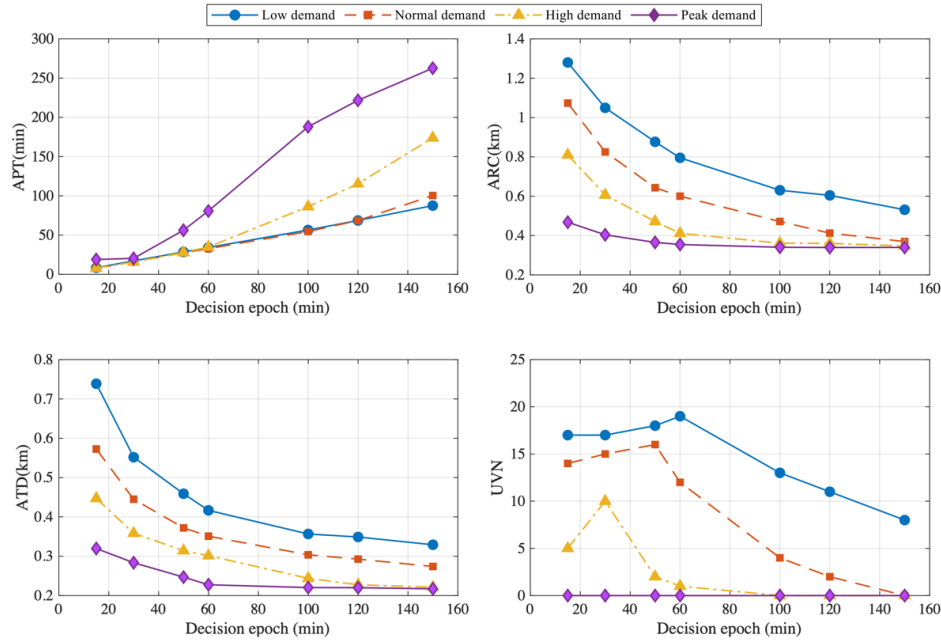 Low demand Normal demand High demand Peak demand
300
250
200
150
100
50
0
APT(min)
0 20 40 60 80 100 120 140 160
Decision epoch (min)
1.4
1.2
1
0.8
0.6
0.4
0.2
ARC(km)
0 20 40 60 80 100 120 140 160
Decision epoch (min)
0.8
0.7
0.6
0.5
0.4
0.3
0.2
ATD(km)
0 20 40 60 80 100 120 140 160
Decision epoch (min)
25
20
15
10
5
0
UVN
0 20 40 60 80 100 120 140 160
Decision epoch (min)